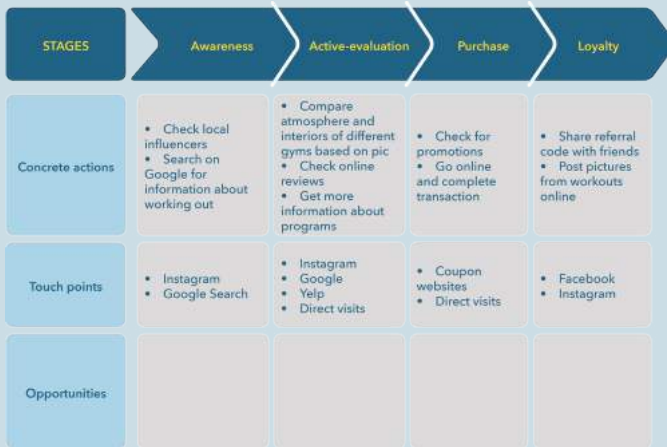 STAGES
Awareness
Active-evaluation
Purchase
Loyalty
Concrete actions
• Check local
influencers
• Search on
Google for
information about
working out
• Compare
atmosphere and
interiors of different
gyms based on pic
• Check online
reviews
• Get more
information about
programs
• Check for
promotions
• Go online
and complete
transaction
• Share referral
code with friends
• Post pictures
from workouts
online
Touch points
• Instagram
• Google Search
• Instagram
• Google
• Yelp
• Direct visits
• Coupon
websites
• Direct visits
• Facebook
• Instagram
Opportunities